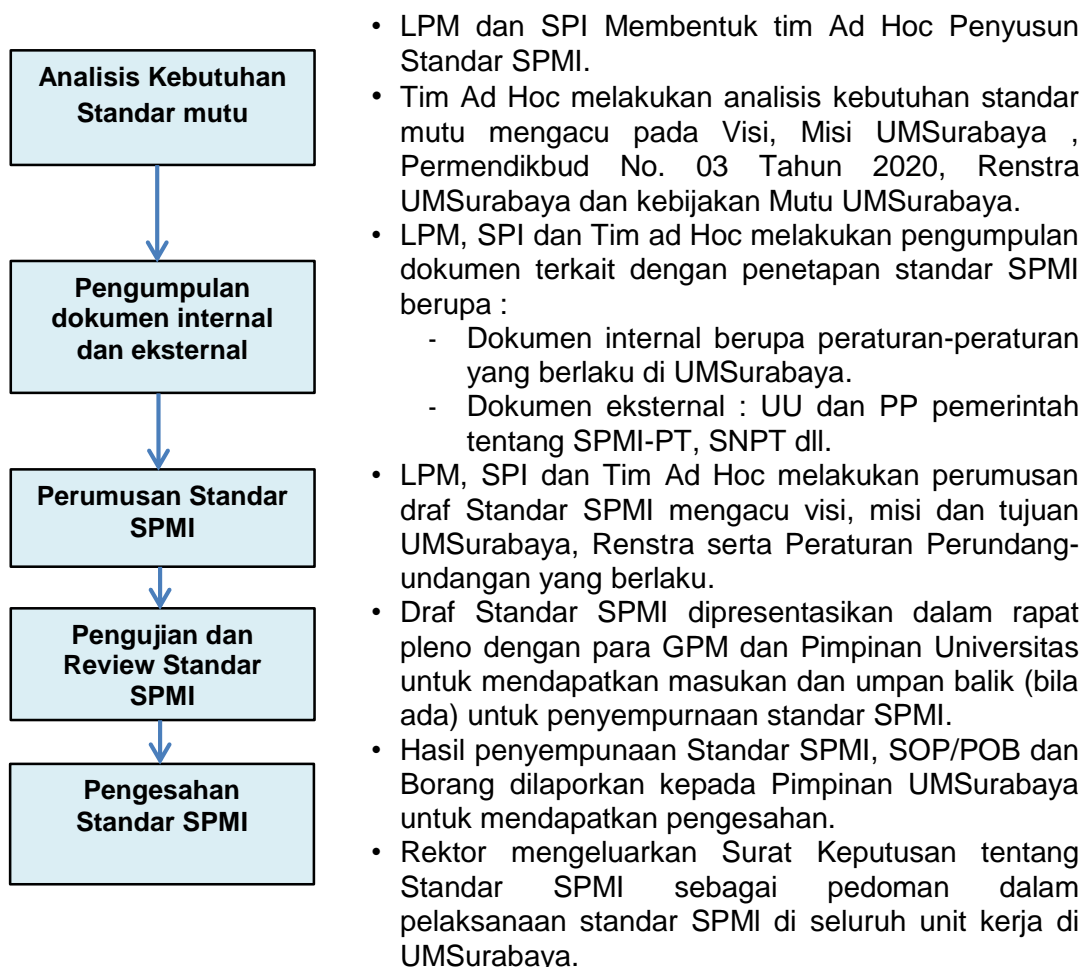 Analisis Kebutuhan
Standar mutu
Pengumpulan
dokumen internal
dan eksternal
Perumusan Standar
SPMI
Pengujian dan
Review Standar
SPMI
Pengesahan
Standar SPMI
• LPM dan SPI Membentuk tim Ad Hoc Penyusun
Standar SPMI.
• Tim Ad Hoc melakukan analisis kebutuhan standar
mutu mengacu pada Visi, Misi UMSurabaya ,
Permendikbud No. 03 Tahun 2020, Renstra
UMSurabaya dan kebijakan Mutu UMSurabaya.
• LPM, SPI dan Tim ad Hoc melakukan pengumpulan
dokumen terkait dengan penetapan standar SPMI
berupa :
- Dokumen internal berupa peraturan-peraturan
yang berlaku di UMSurabaya.
- Dokumen eksternal : UU dan PP pemerintah
tentang SPMI-PT, SNPT dll.
• LPM, SPI dan Tim Ad Hoc melakukan perumusan
draf Standar SPMI mengacu visi, misi dan tujuan
UMSurabaya, Renstra serta Peraturan Perundang-
undangan yang berlaku.
• Draf Standar SPMI dipresentasikan dalam rapat
pleno dengan para GPM dan Pimpinan Universitas
untuk mendapatkan masukan dan umpan balik (bila
ada) untuk penyempurnaan standar SPMI.
• Hasil penyempunaan Standar SPMI, SOP/POB dan
Borang dilaporkan kepada Pimpinan UMSurabaya
untuk mendapatkan pengesahan.
• Rektor mengeluarkan Surat Keputusan tentang
Standar SPMI sebagai pedoman dalam
pelaksanaan standar SPMI di seluruh unit kerja di
UMSurabaya.